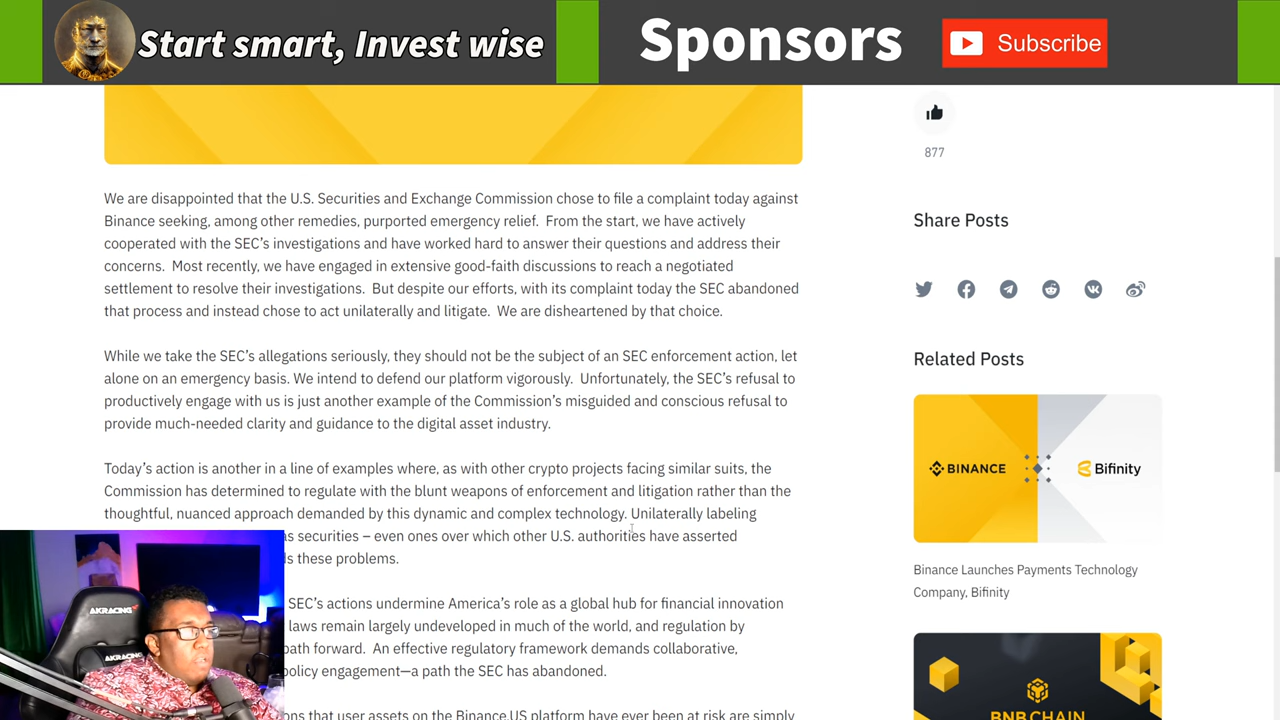 Start smart, Invest wise
Sponsors
Subscribe
877
We are disappointed that the U.S. Securities and Exchange Commission chose to file a complaint today against
Binance seeking, among other remedies, purported emergency relief. From the start, we have actively
cooperated with the SEC's investigations and have worked hard to answer their questions and address their
concerns. Most recently, we have engaged in extensive good-faith discussions to reach a negotiated
settlement to resolve their investigations. But despite our efforts, with its complaint today the SEC abandoned
that process and instead chose to act unilaterally and litigate. We are disheartened by that choice.
While we take the SEC's allegations seriously, they should not be the subject of an SEC enforcement action, let
alone on an emergency basis. We intend to defend our platform vigorously. Unfortunately, the SEC's refusal to
productively engage with us is just another example of the Commission's misguided and conscious refusal to
provide much-needed clarity and guidance to the digital asset industry.
Today's action is another in a line of examples where, as with other crypto projects facing similar suits, the
Commission has determined to regulate with the blunt weapons of enforcement and litigation rather than the
thoughtful, nuanced approach demanded by this dynamic and complex technology. Unilaterally labeling
securities – even ones over which other U.S. authorities have asserted
these problems.
SEC's actions undermine America's role as a global hub for financial innovation
laws remain largely undeveloped in much of the world, and regulation by
path forward. An effective regulatory framework demands collaborative,
policy engagement—a path the SEC has abandoned.
that user assets on the Binance.US platform have ever been at risk are simply
Share Posts
Related Posts
BINANCE
Bifinity
Binance Launches Payments Technology
Company, Bifinity
BNB CHAIN
AKRACING
AKRACING